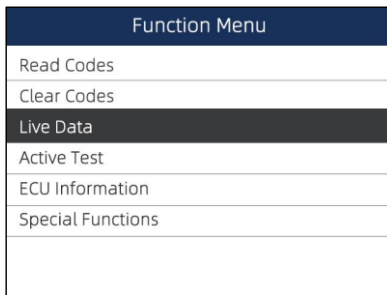 Function Menu
Read Codes
Clear Codes
Live Data
Active Test
ECU Information
Special Functions